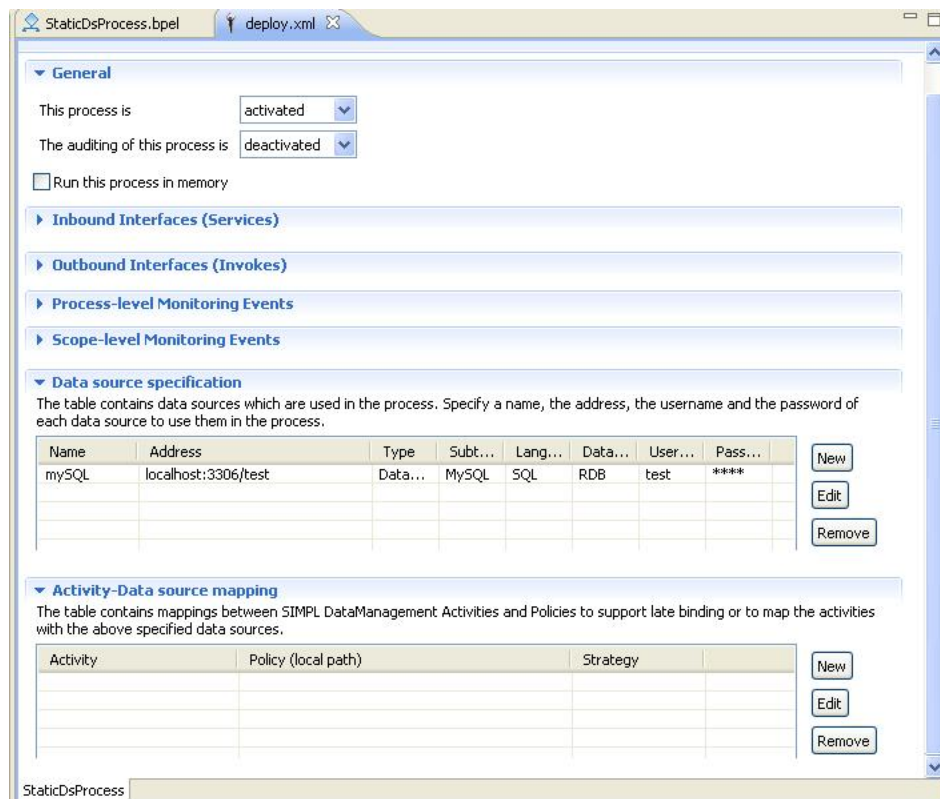 StaticDsProcess.bpel deploy.xml
General
This process is activated
The auditing of this process is deactivated
Run this process in memory
Inbound Interfaces (Services)
Outbound Interfaces (Invokes)
Process-level Monitoring Events
Scope-level Monitoring Events
Data source specification
The table contains data sources which are used in the process. Specify a name, the address, the username and the password of
each data source to use them in the process.
Name Address Type Subt... Lang... Data... User... Pass...
mySQL localhost:3306/test Data... MySQL SQL RDB test ****
New
Edit
Remove
Activity-Data source mapping
The table contains mappings between SIMPL DataManagement Activities and Policies to support late binding or to map the activities
with the above specified data sources.
Activity Policy (local path) Strategy
New
Edit
Remove
StaticDsProcess